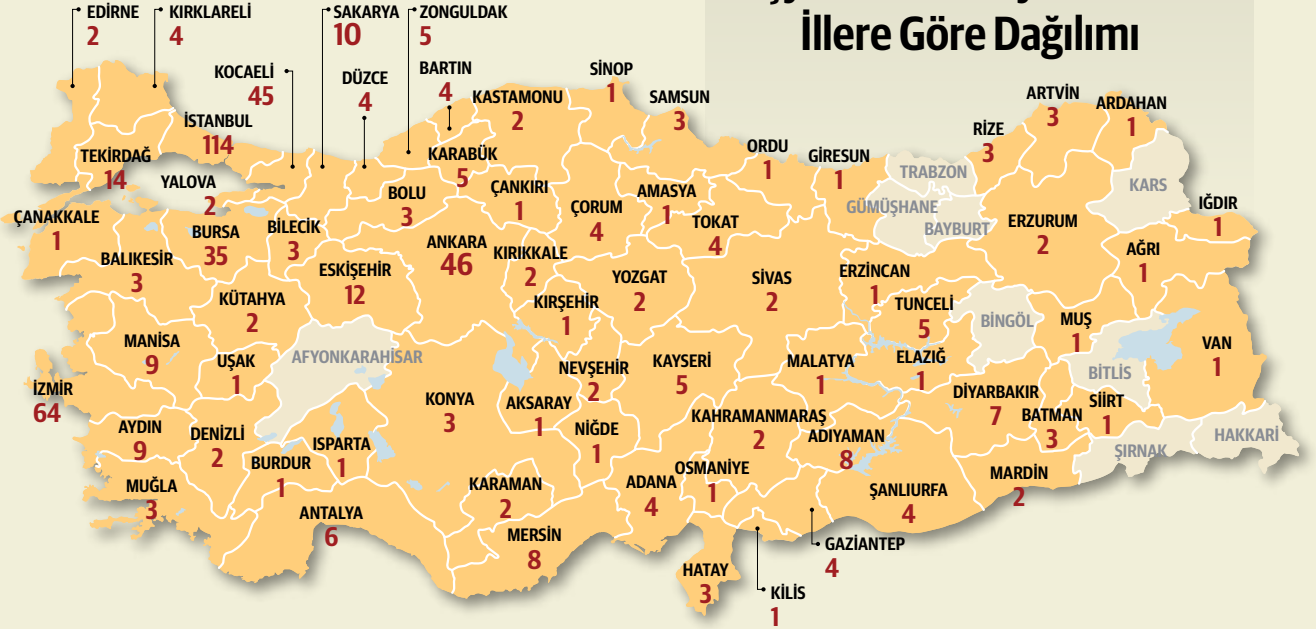 İllere Göre Dağılımı
EDİRNE
2
KIRKLARELİ
4
SAKARYA
10
ZONGULDAK
5
KOCAELİ
45
DÜZCE
4
BARTIN
4
KASTAMONU
2
SİNOP
1
SAMSUN
3
ARTVİN
3
ARDAHAN
1
İSTANBUL
114
TEKİRDAĞ
14
YALOVA
2
KARABÜK
5
ORDU
1
GİRESUN
1
RİZE
3
TRABZON
KARS
ÇANAKKALE
1
BURSA
35
BİLECİK
3
BOLU
3
ÇANKIRI
1
ÇORUM
4
AMASYA
1
TOKAT
4
GÜMÜŞHANE
BAYBURT
ERZURUM
2
IĞDIR
1
BALIKESİR
3
ESKİŞEHİR
12
ANKARA
46
KIRIKKALE
2
YOZGAT
2
SİVAS
2
ERZİNCAN
1
AĞRI
1
KÜTAHYA
2
KIRŞEHİR
1
TUNCELİ
5
BİNGÖL
MUŞ
1
MANİSA
9
UŞAK
1
AFYONKARAHİSAR
NEVŞEHİR
2
KAYSERİ
5
MALATYA
1
ELAZIĞ
1
BİTLİS
VAN
1
İZMİR
64
KONYA
3
AKSARAY
1
DİYARBAKIR
7
BATMAN
3
SİİRT
1
AYDIN
9
DENİZLİ
2
ISPARTA
1
NİĞDE
1
KAHRAMANMARAŞ
2
ADIYAMAN
8
ŞIRNAK
HAKKARİ
MUĞLA
3
BURDUR
1
ANTALYA
6
KARAMAN
2
ADANA
4
OSMANİYE
1
ŞANLIURFA
4
MARDİN
2
MERSİN
8
HATAY
3
GAZİANTEP
4
KİLİS
1